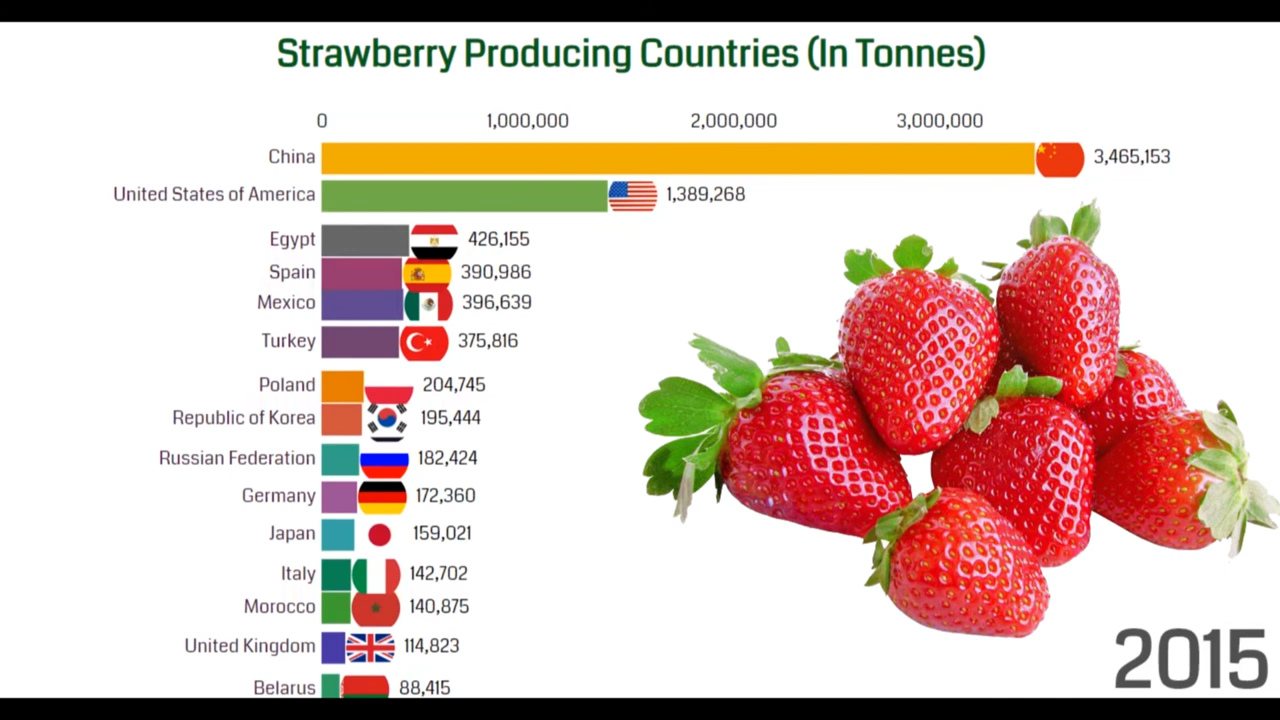 Strawberry Producing Countries (In Tonnes)
0 1,000,000 2,000,000 3,000,000
China 3,465,153
United States of America 1,389,268
Egypt 426,155
Spain 390,986
Mexico 396,639
Turkey 375,816
Poland 204,745
Republic of Korea 195,444
Russian Federation 182,424
Germany 172,360
Japan 159,021
Italy 142,702
Morocco 140,875
United Kingdom 114,823
Belarus 88,415
2015